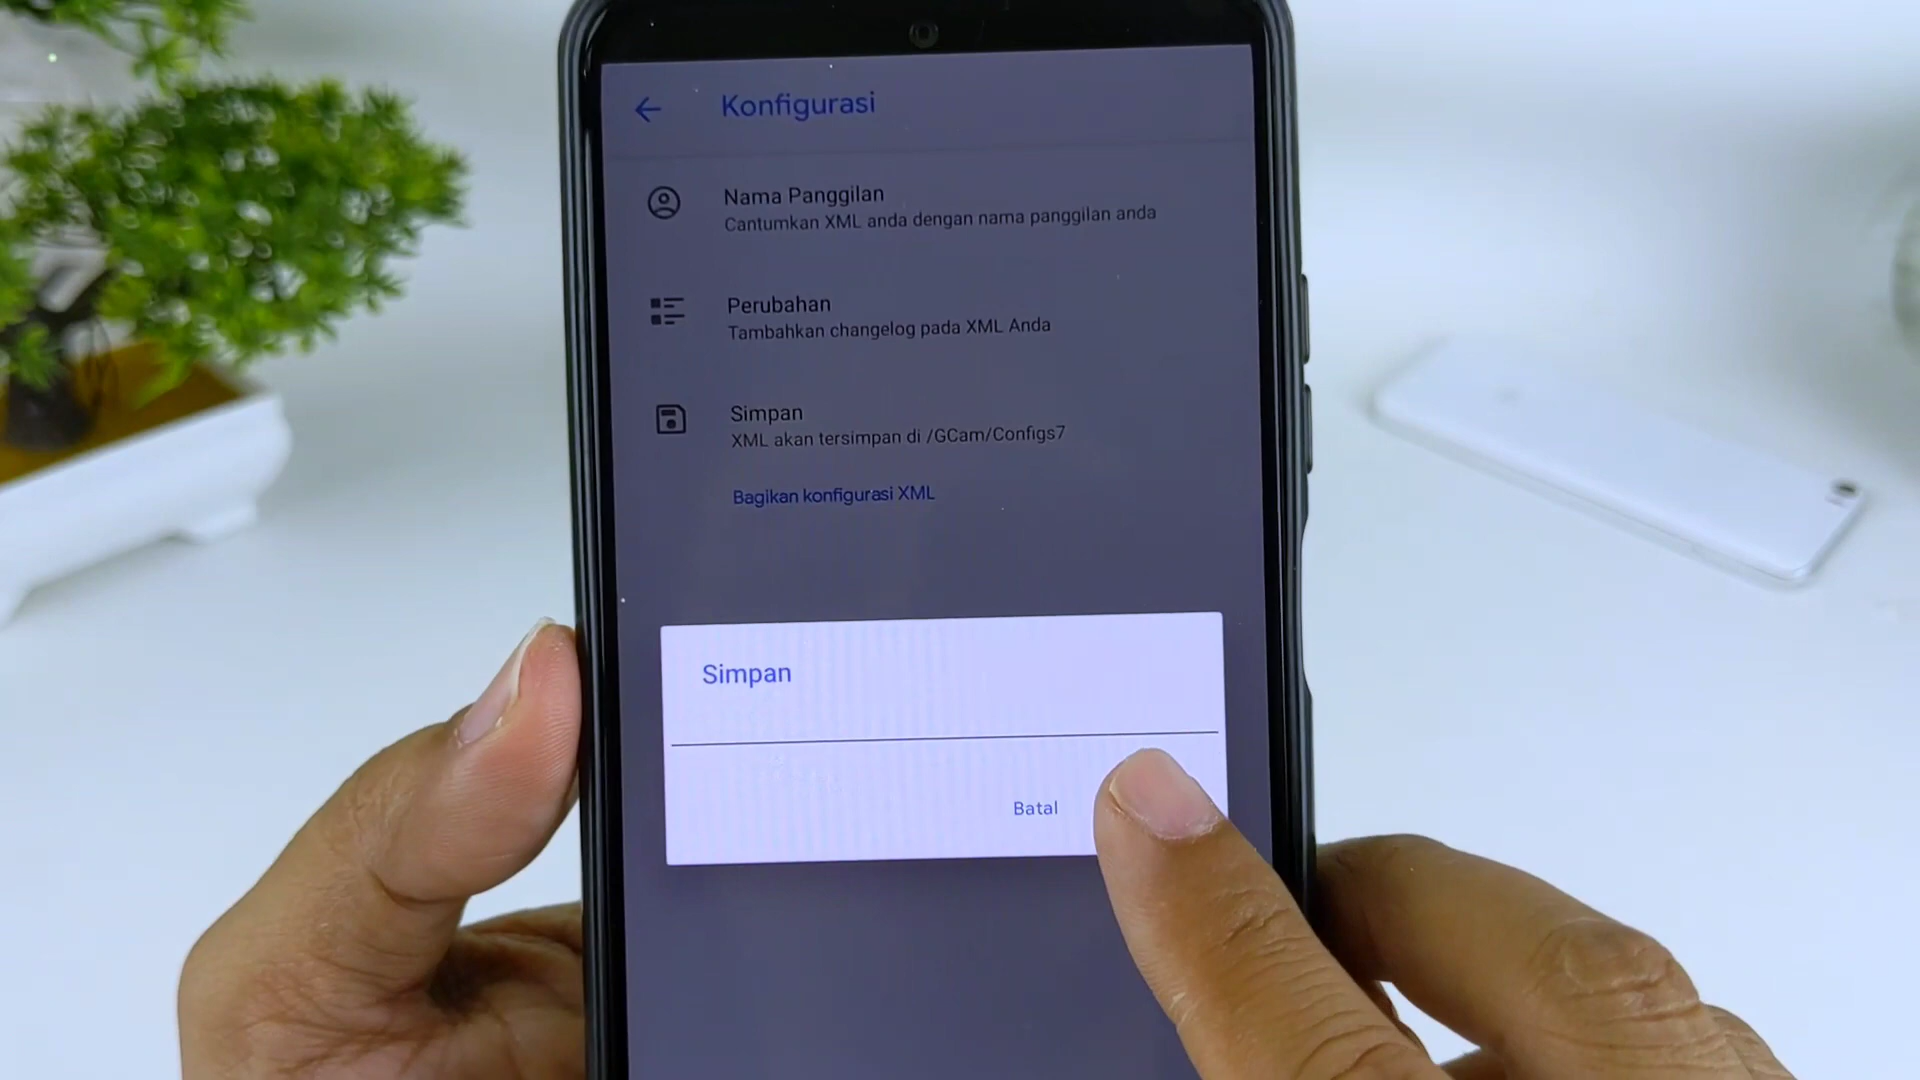 Konfigurasi
Nama Panggilan
Cantumkan XML anda dengan nama panggilan anda
Perubahan
Tambahkan changelog pada XML Anda
Simpan
XML akan tersimpan di /GCam/Configs7
Bagikan konfigurasi XML
Simpan
Batal